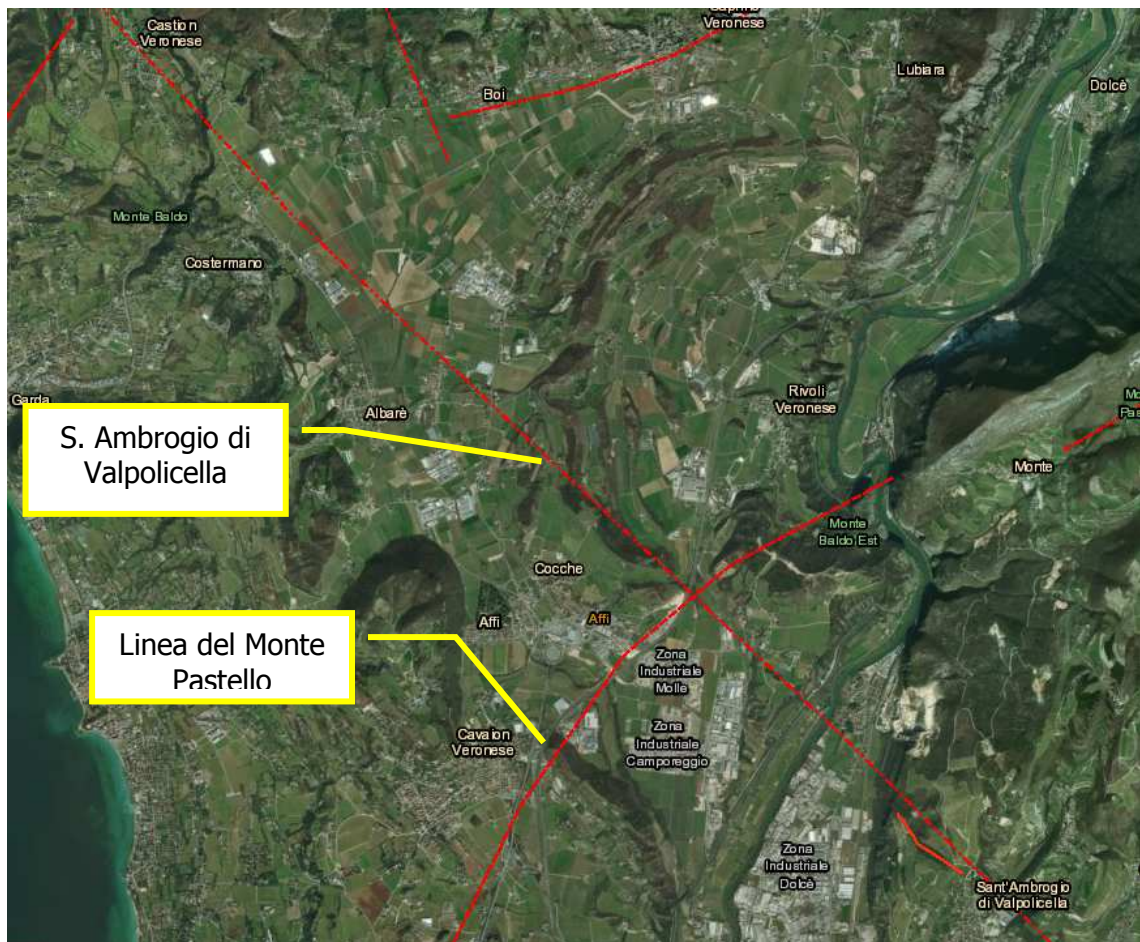 Castion
Veronese
Caprino
Veronese
Lubiara
Dolcè
Boi
Monte Baldo
Costermano
Garda
Albarè
Rivoli
Veronese
Monte
S. Ambrogio di
Valpolicella
Monte
Baldo Est
Cocche
Affi
Affi
Linea del Monte
Pastello
Zona
Industriale
Molle
Cavaion
Veronese
Zona
Industriale
Camporeggio
Zona
Industriale
Dolcè
Sant'Ambrogio
di Valpolicella